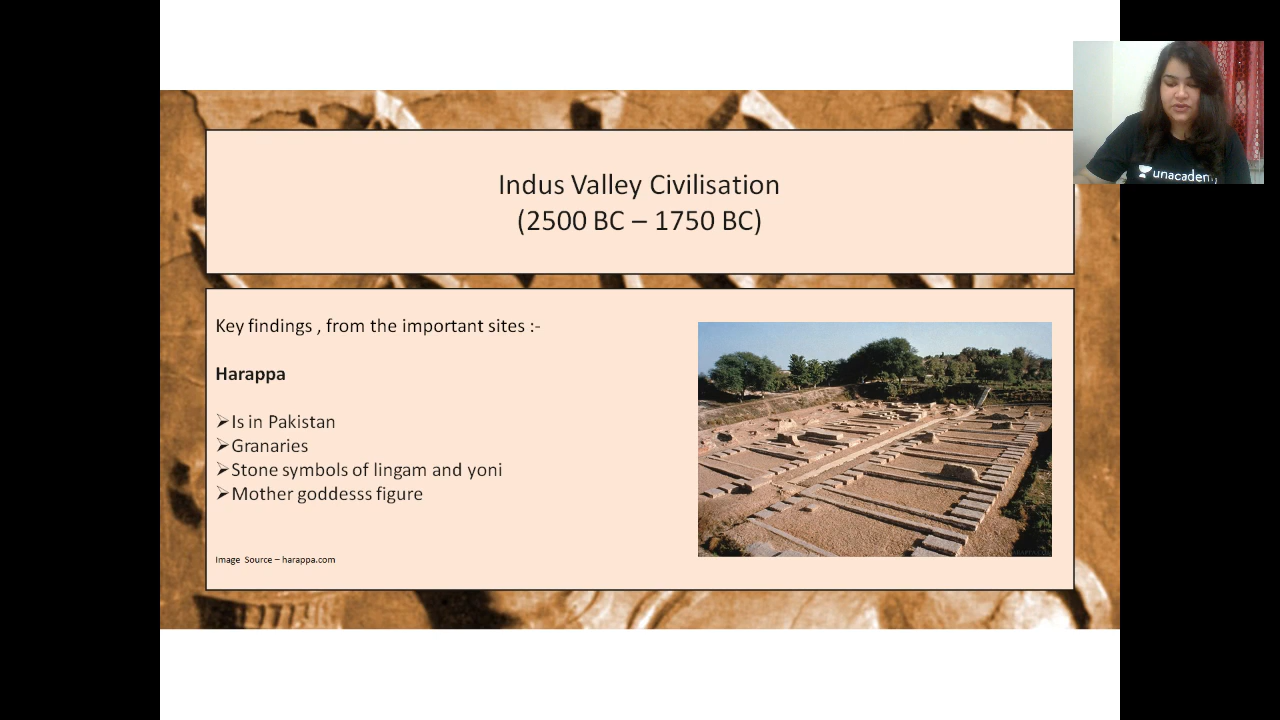 Indus Valley Civilisation
(2500 BC – 1750 BC)
Key findings , from the important sites :-
Harappa
➢Is in Pakistan
➢Granaries
➢Stone symbols of lingam and yoni
➢Mother goddesss figure
Image Source – harappa.com
unacademy